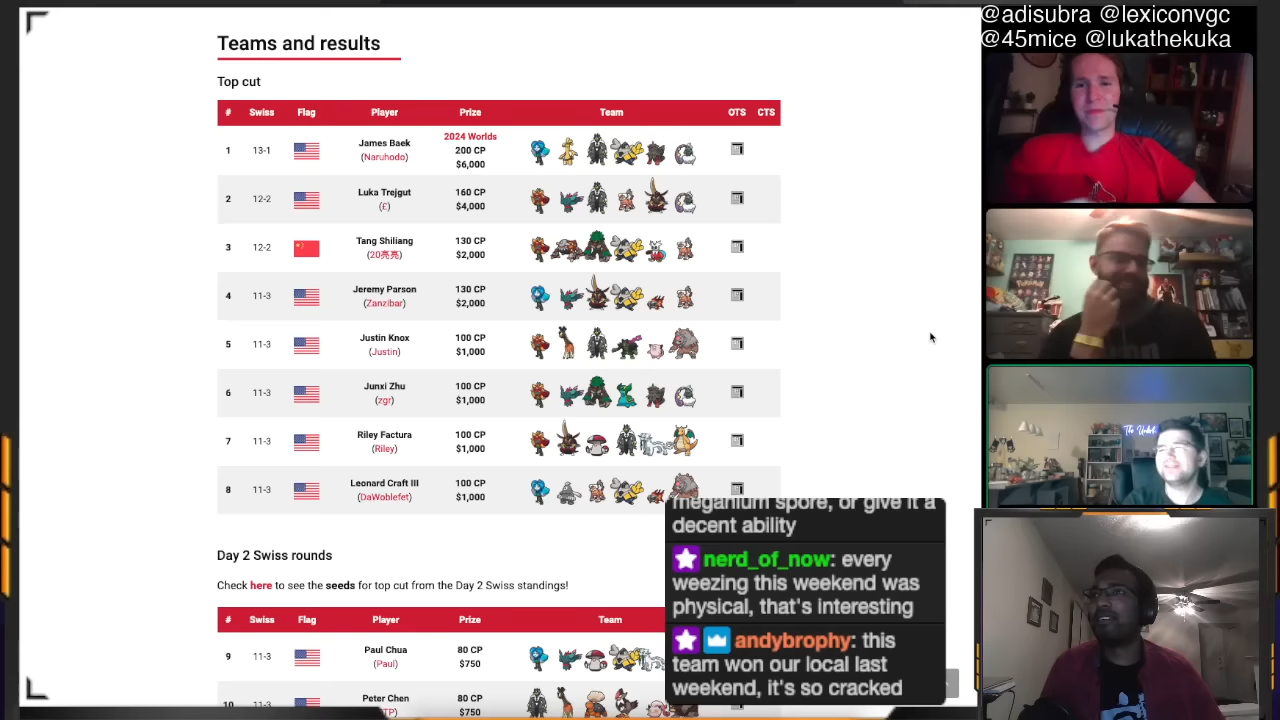 @adisubra @lexiconvgc
@45mice @lukathekuka
Teams and results
Top cut
# Swiss Flag Player Prize Team OTS CTS
1 13-1 James Baek (Naruhodo) 2024 Worlds 200 CP $6,000
2 12-2 Luka Trejgut (£) 160 CP $4,000
3 12-2 Tang Shiliang (20亮亮) 130 CP $2,000
4 11-3 Jeremy Parson (Zanzibar) 130 CP $2,000
5 11-3 Justin Knox (Justin) 100 CP $1,000
6 11-3 Junxi Zhu (zgr) 100 CP $1,000
7 11-3 Riley Factura (Riley) 100 CP $1,000
8 11-3 Leonard Craft III (DaWoblefet) 100 CP $1,000
Day 2 Swiss rounds
Check here to see the seeds for top cut from the Day 2 Swiss standings!
# Swiss Flag Player Prize Team
9 11-3 Paul Chua (Paul) 80 CP $750
10 11-3 Peter Chen 80 CP $750
meganium spore, or give it a
decent ability
nerd_of_now: every
weezing this weekend was
physical, that's interesting
andybrophy: this
team won our local last
weekend, it's so cracked